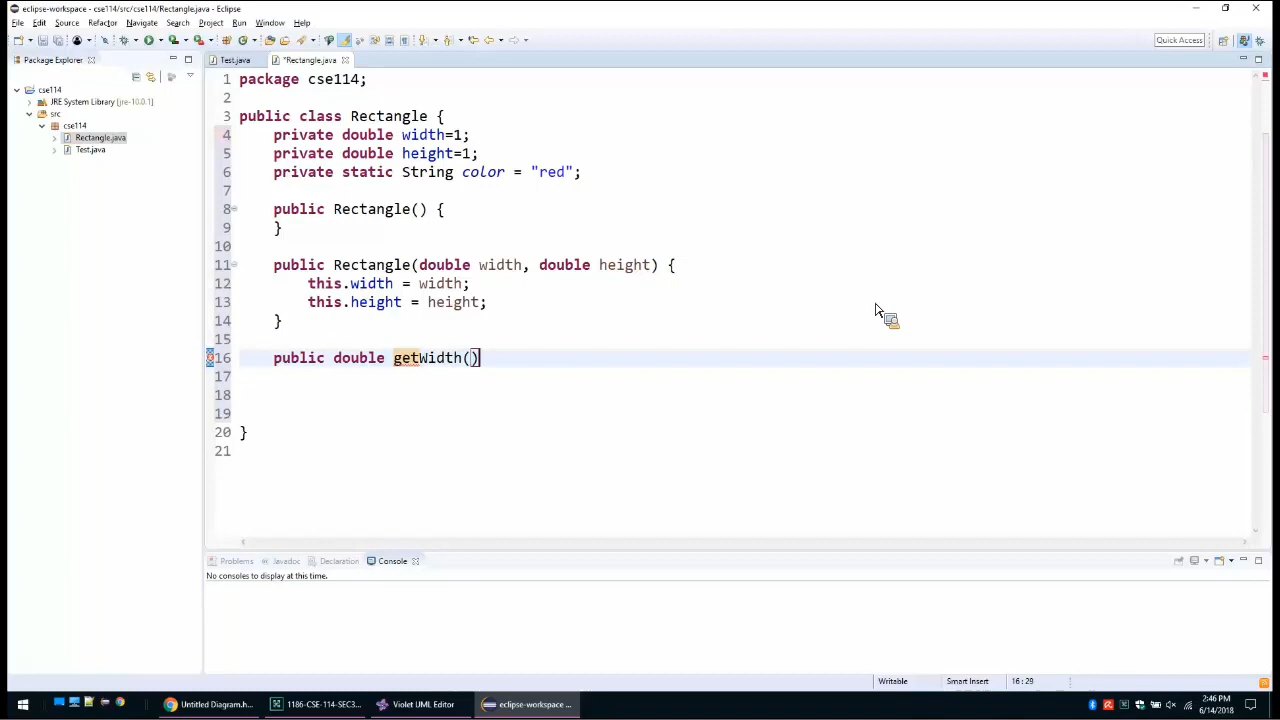 eclipse-workspace - cse114/src/cse114/Rectangle.java - Eclipse
File Edit Source Refactor Navigate Search Project Run Window Help
Quick Access
Package Explorer
Test.java *Rectangle.java
cse114
JRE System Library [jre-10.0.1]
src
cse114
Rectangle.java
Test.java
1 package cse114;
2
3 public class Rectangle {
4 private double width=1;
5 private double height=1;
6 private static String color = "red";
7
8 public Rectangle() {
9 }
10
11 public Rectangle(double width, double height) {
12 this.width = width;
13 this.height = height;
14 }
15
16 public double getWidth()
17
18
19
20 }
21
Problems Javadoc Declaration Console
No consoles to display at this time.
Writable Smart Insert 16 : 29
Untitled Diagram.h... 1186-CSE-114-SEC3... Violet UML Editor eclipse-workspace ...
2:46 PM
6/14/2018